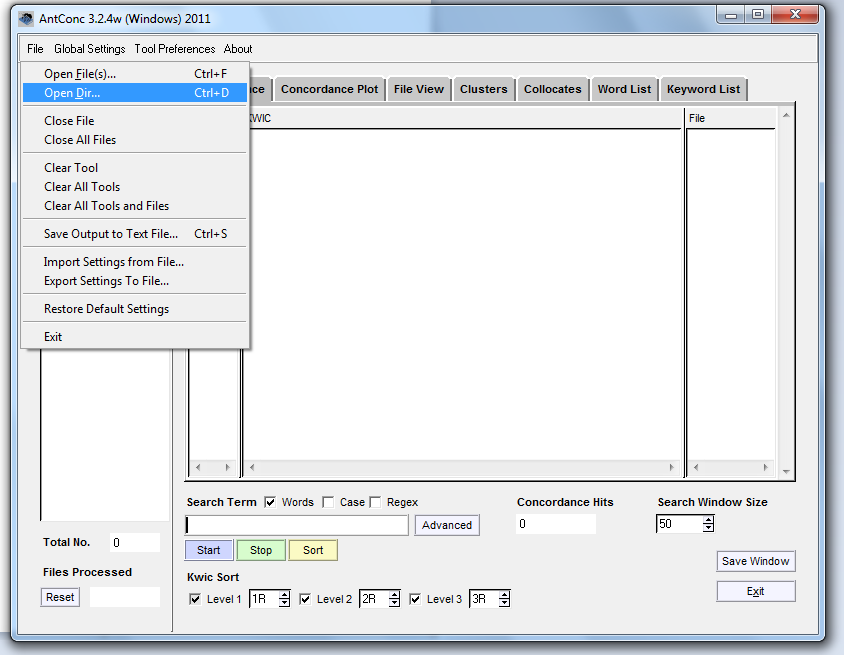 AntConc 3.2.4w (Windows) 2011
File Global Settings Tool Preferences About
Open File(s)... Ctrl+F
Open Dir... Ctrl+D
Close File
Close All Files
Clear Tool
Clear All Tools
Clear All Tools and Files
Save Output to Text File... Ctrl+S
Import Settings from File...
Export Settings To File...
Restore Default Settings
Exit
Concordance Plot File View Clusters Collocates Word List Keyword List
KWIC File
Total No. 0
Files Processed
Reset
Search Term Words Case Regex
Advanced
Start Stop Sort
Kwic Sort
Level 1 1R Level 2 2R Level 3 3R
Concordance Hits
0
Search Window Size
50
Save Window
Exit